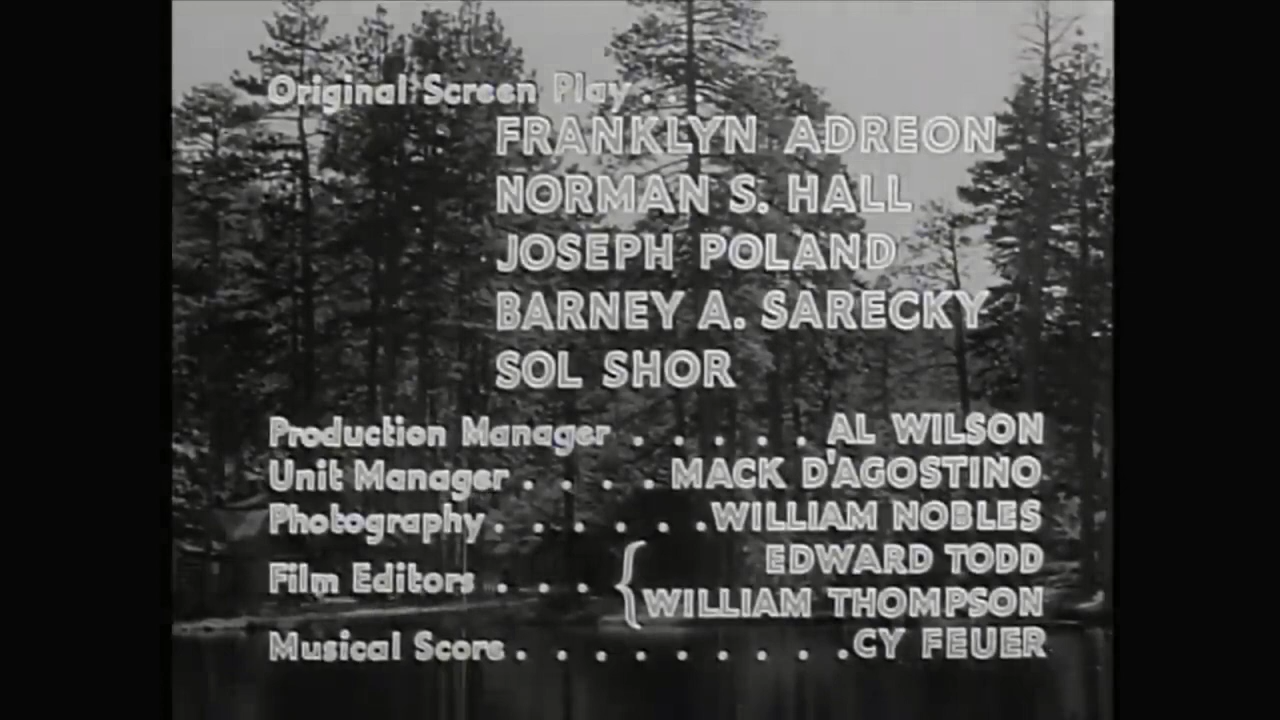 Original Screen Play . . .
FRANKLYN ADREON
NORMAN S. HALL
JOSEPH POLAND
BARNEY A. SARECKY
SOL SHOR
Production Manager . . . . . AL WILSON
Unit Manager . . . . MACK D'AGOSTINO
Photography . . . . . . WILLIAM NOBLES
Film Editors . . . { EDWARD TODD
WILLIAM THOMPSON
Musical Score . . . . . . . . . CY FEUER